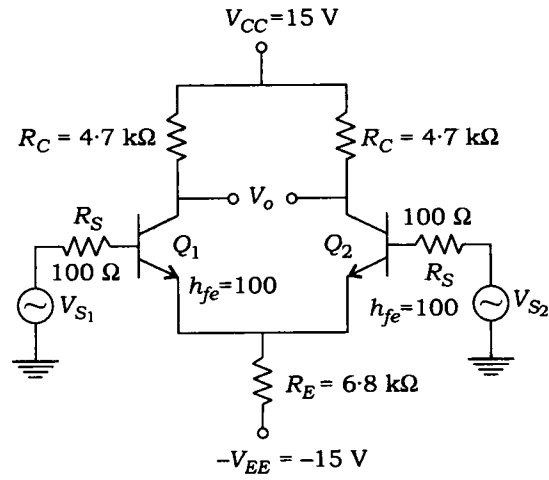 V_CC = 15 V
R_C = 4·7 kΩ
R_C = 4·7 kΩ
V_o
R_S
100 Ω
Q_1
Q_2
100 Ω
R_S
V_S1
h_fe=100
h_fe=100
V_S2
R_E = 6·8 kΩ
-V_EE = -15 V